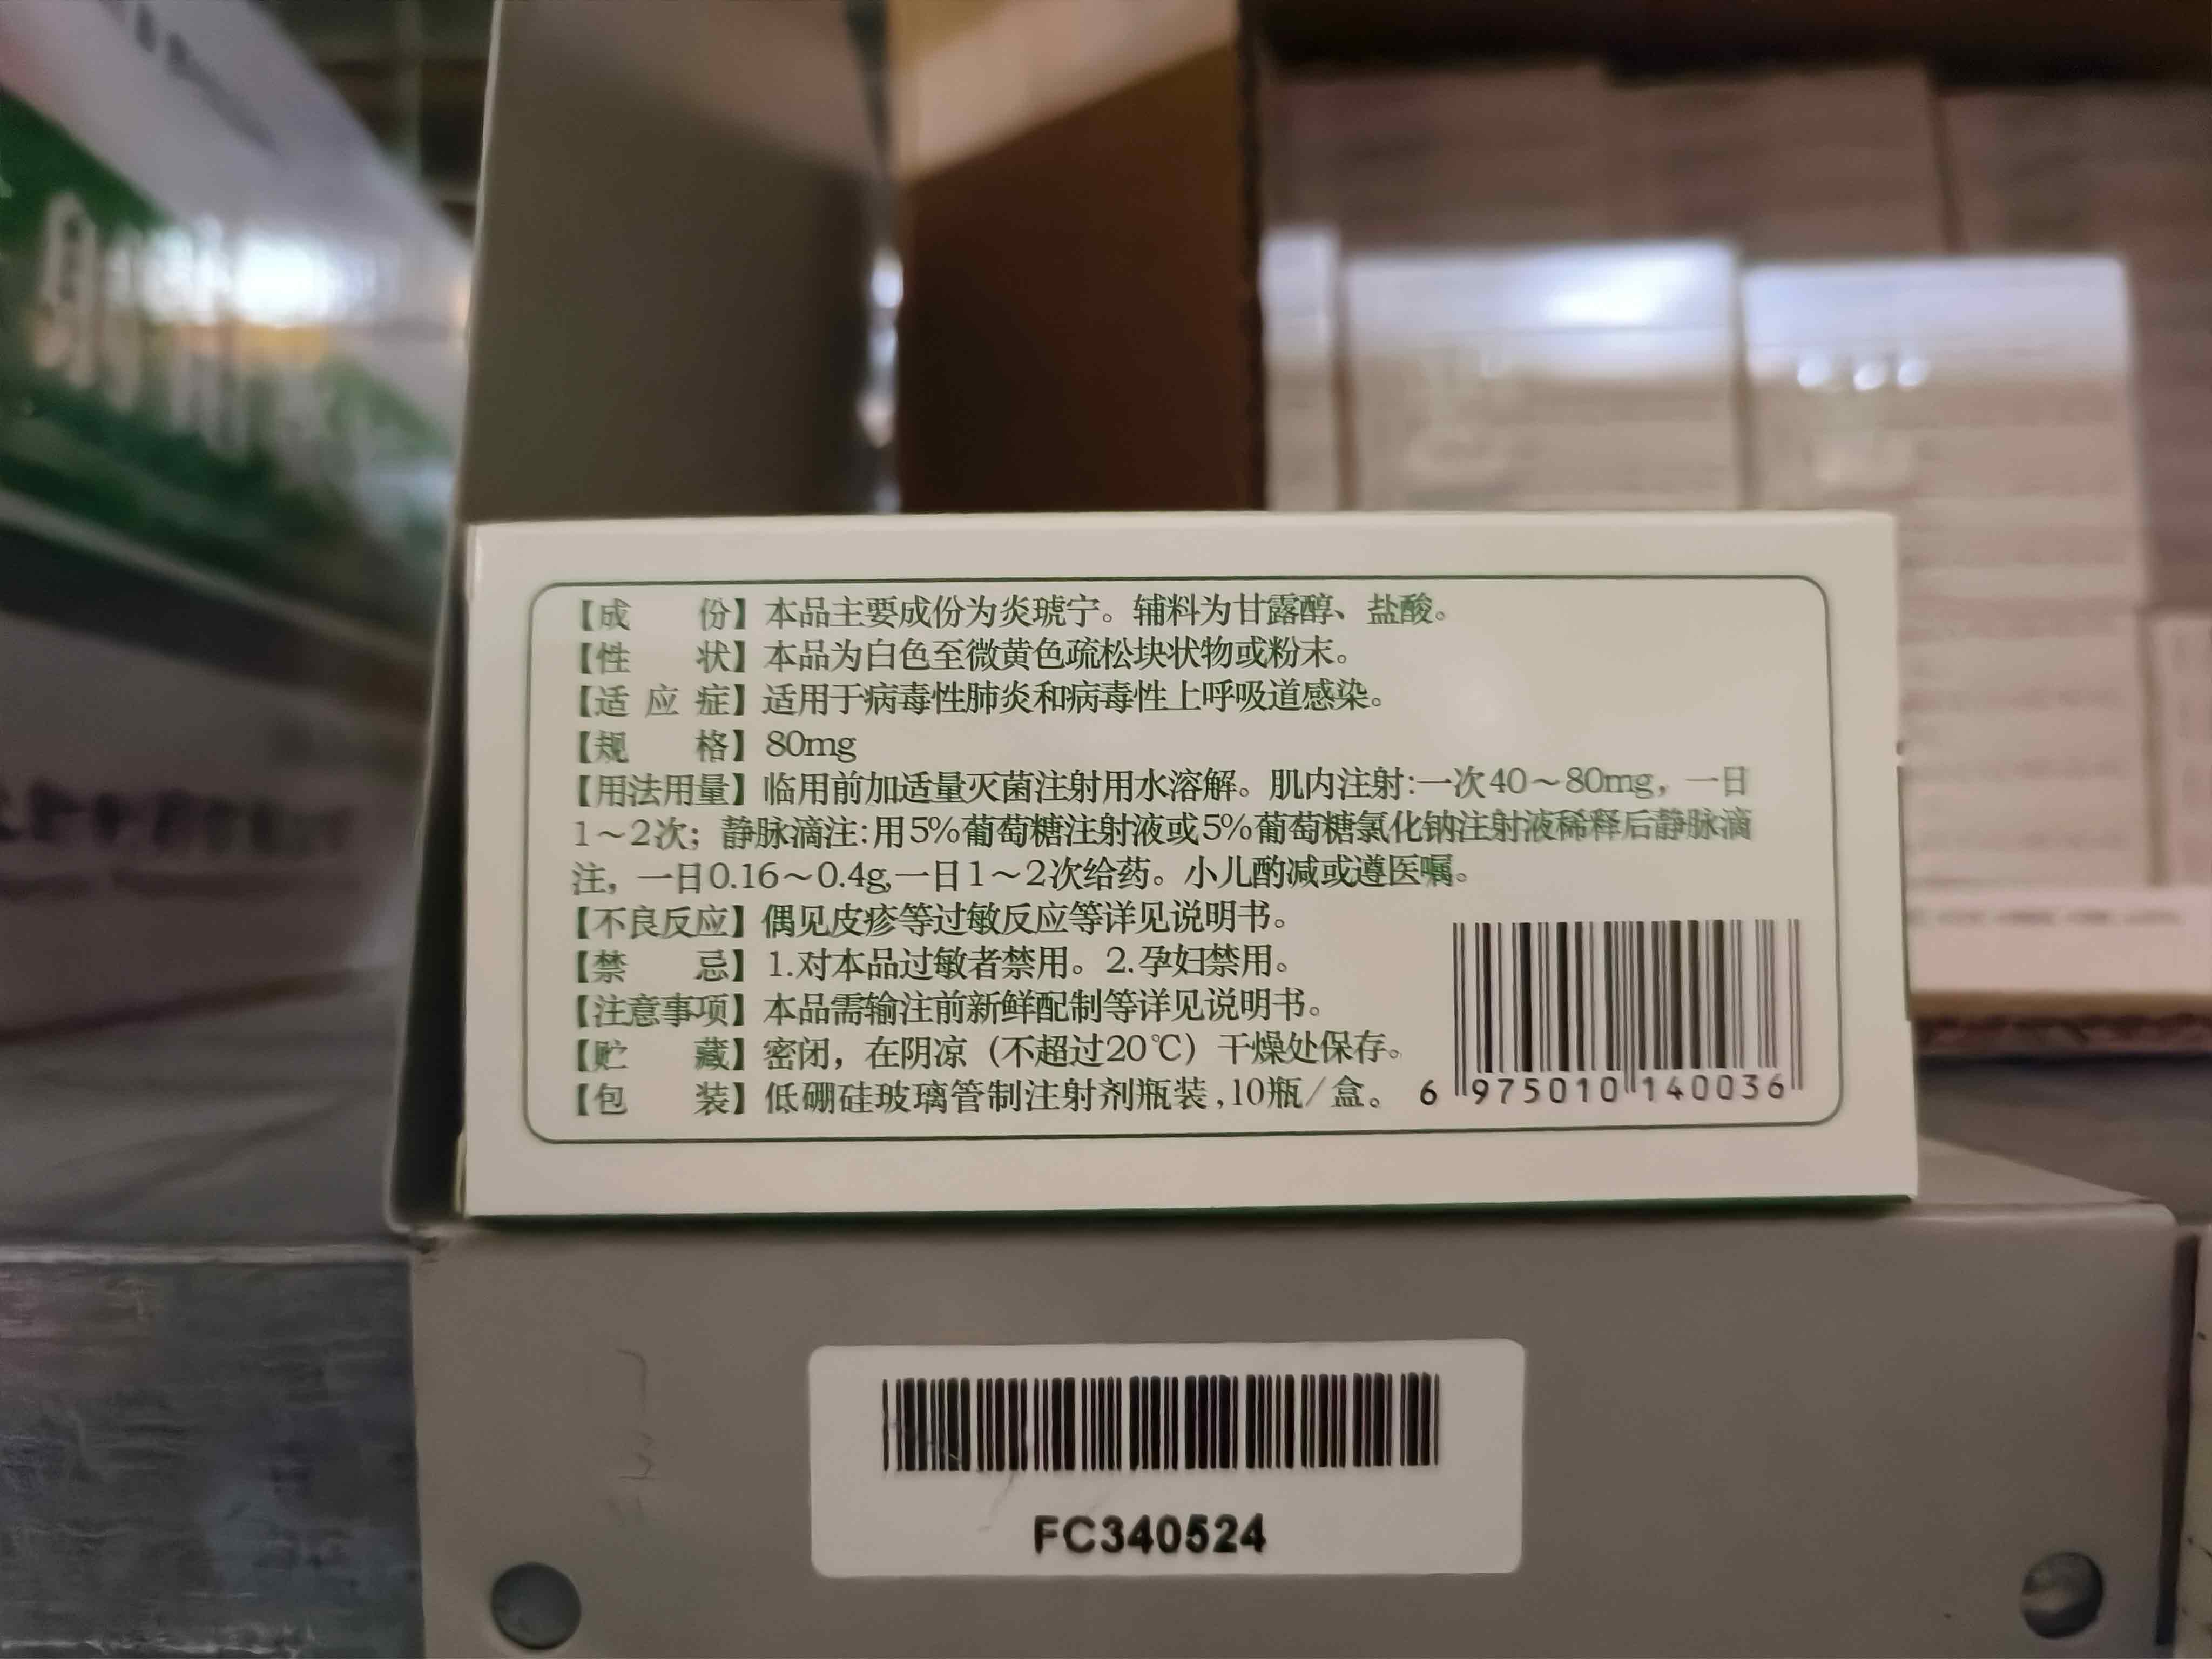 【成份】本品主要成份为炎琥宁。辅料为甘露醇、盐酸。
【性状】本品为白色至微黄色疏松块状物或粉末。
【适应症】适用于病毒性肺炎和病毒性上呼吸道感染。
【规格】80mg
【用法用量】临用前加适量灭菌注射用水溶解。肌内注射:一次40～80mg，一日
1～2次；静脉滴注:用5%葡萄糖注射液或5%葡萄糖氯化钠注射液稀释后静脉滴
注，一日0.16～0.4g,一日1～2次给药。小儿酌减或遵医嘱。
【不良反应】偶见皮疹等过敏反应等详见说明书。
【禁忌】1.对本品过敏者禁用。2.孕妇禁用。
【注意事项】本品需输注前新鲜配制等详见说明书。
【贮藏】密闭，在阴凉（不超过20℃）干燥处保存。
【包装】低硼硅玻璃管制注射剂瓶装,10瓶/盒。
6 975010 140036
FC340524